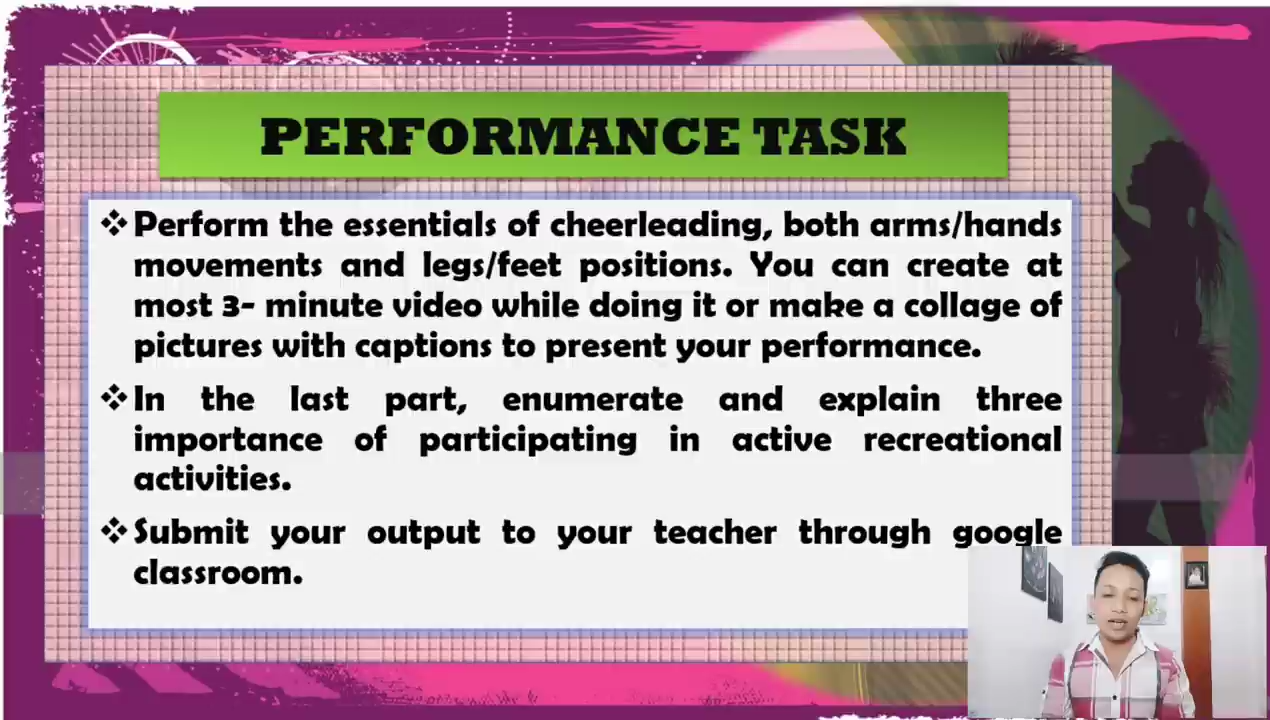 PERFORMANCE TASK
❖Perform the essentials of cheerleading, both arms/hands
movements and legs/feet positions. You can create at
most 3- minute video while doing it or make a collage of
pictures with captions to present your performance.
❖In the last part, enumerate and explain three
importance of participating in active recreational
activities.
❖Submit your output to your teacher through google
classroom.